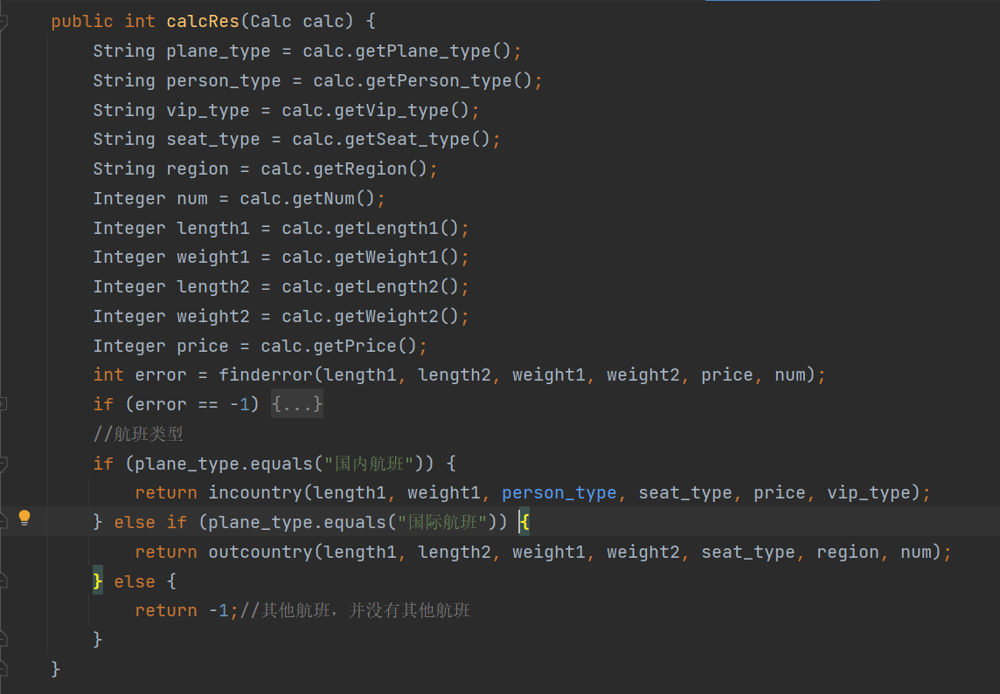 public int calcRes(Calc calc) {
String plane_type = calc.getPlane_type();
String person_type = calc.getPerson_type();
String vip_type = calc.getVip_type();
String seat_type = calc.getSeat_type();
String region = calc.getRegion();
Integer num = calc.getNum();
Integer length1 = calc.getLength1();
Integer weight1 = calc.getWeight1();
Integer length2 = calc.getLength2();
Integer weight2 = calc.getWeight2();
Integer price = calc.getPrice();
int error = finderror(length1, length2, weight1, weight2, price, num);
if (error == -1) {...}
//航班类型
if (plane_type.equals("国内航班")) {
return incountry(length1, weight1, person_type, seat_type, price, vip_type);
} else if (plane_type.equals("国际航班")) {
return outcountry(length1, length2, weight1, weight2, seat_type, region, num);
} else {
return -1;//其他航班，并没有其他航班
}
}